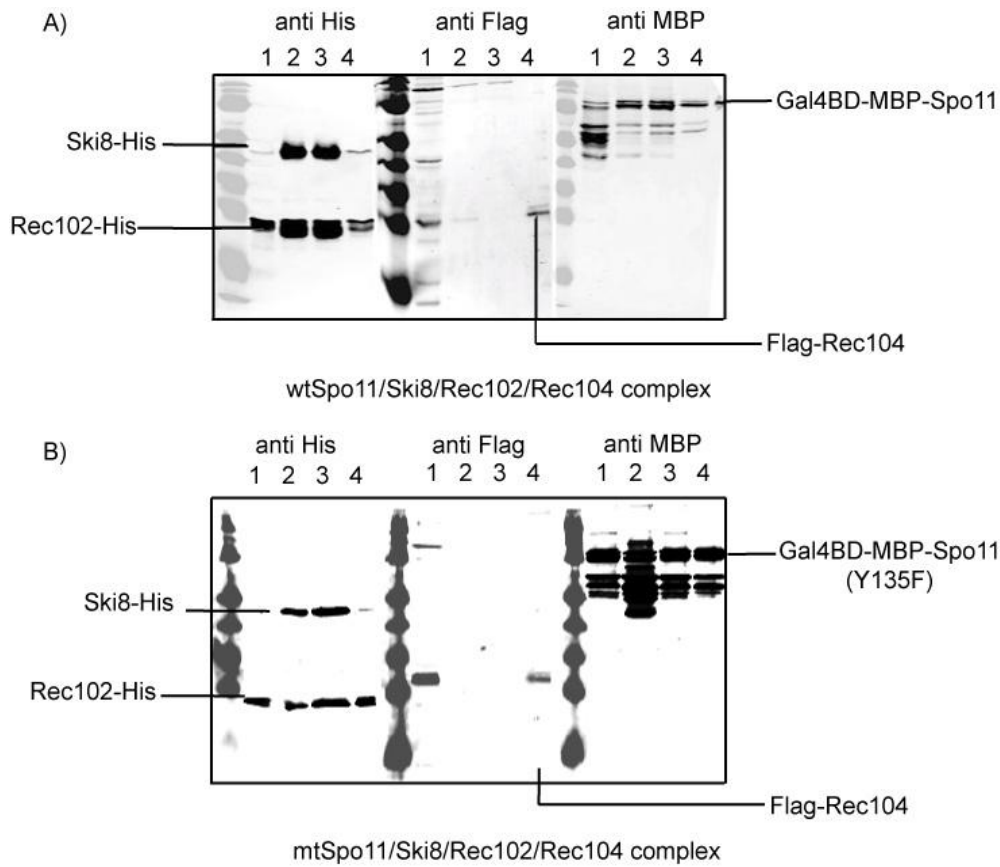 A)
anti His
anti Flag
anti MBP
1 2 3 4
1 2 3 4
1 2 3 4
Gal4BD-MBP-Spo11
Ski8-His
Rec102-His
Flag-Rec104
wtSpo11/Ski8/Rec102/Rec104 complex
B)
anti His
anti Flag
anti MBP
1 2 3 4
1 2 3 4
1 2 3 4
Gal4BD-MBP-Spo11
(Y135F)
Ski8-His
Rec102-His
Flag-Rec104
mtSpo11/Ski8/Rec102/Rec104 complex